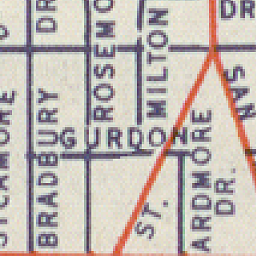 DR
DR
ROSEMO
MILTON
SAN
GURDON
SYCAMORE
BRADBURY
ST.
ARDMORE
DR.